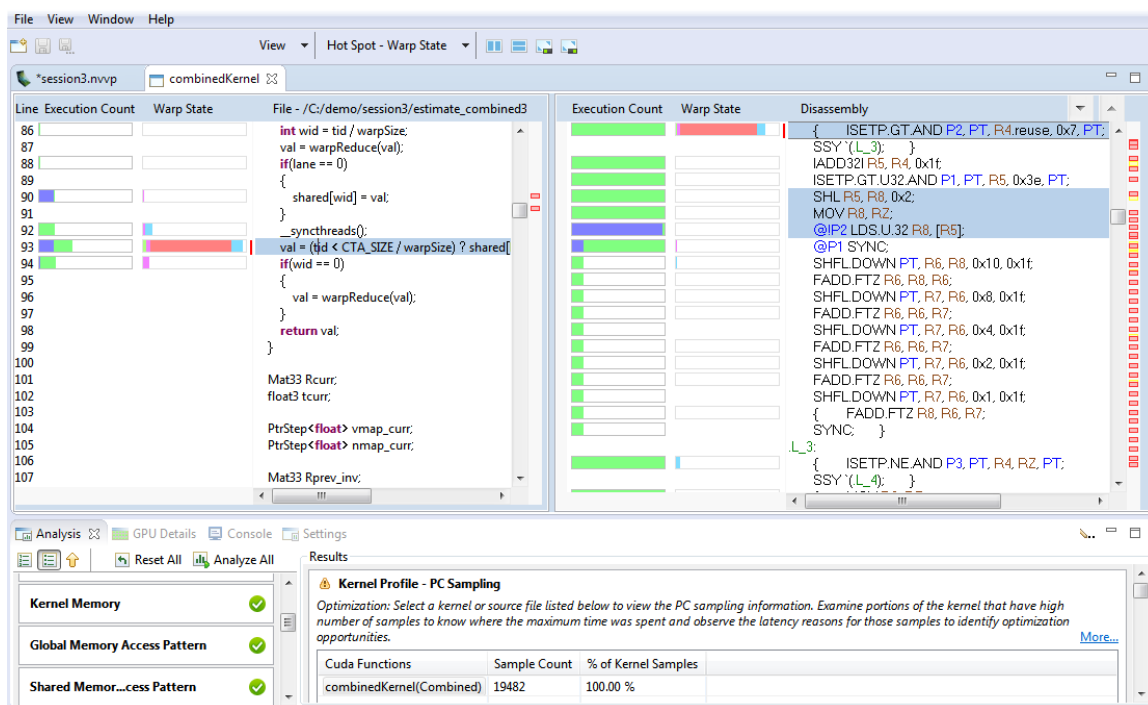 File View Window Help
View Hot Spot - Warp State
*session3.nvvp combinedKernel
Line Execution Count Warp State File - /C:/demo/session3/estimate_combined3
86 int wid = tid / warpSize;
87 val = warpReduce(val);
88 if(lane == 0)
89 {
90 shared[wid] = val;
91 }
92 __syncthreads();
93 val = (tid < CTA_SIZE / warpSize) ? shared[
94 if(wid == 0)
95 {
96 val = warpReduce(val);
97 }
98 return val;
99 }
100
101 Mat33 Rcurr;
102 float3 tcurr;
103
104 PtrStep<float> vmap_curr;
105 PtrStep<float> nmap_curr;
106
107 Mat33 Rprev_inv;
Execution Count Warp State Disassembly
{ ISETP.GT.AND P2, PT, R4.reuse, 0x7, PT;
SSY `(.L_3); }
IADD32I R5, R4, 0x1f;
ISETP.GT.U32.AND P1, PT, R5, 0x3e, PT;
SHL R5, R8, 0x2;
MOV R8, RZ;
@!P2 LDS.U.32 R8, [R5];
@P1 SYNC;
SHFL.DOWN PT, R6, R8, 0x10, 0x1f;
FADD.FTZ R6, R8, R6;
SHFL.DOWN PT, R7, R6, 0x8, 0x1f;
FADD.FTZ R6, R6, R7;
SHFL.DOWN PT, R7, R6, 0x4, 0x1f;
FADD.FTZ R6, R6, R7;
SHFL.DOWN PT, R7, R6, 0x2, 0x1f;
FADD.FTZ R6, R6, R7;
SHFL.DOWN PT, R7, R6, 0x1, 0x1f;
{ FADD.FTZ R8, R6, R7;
SYNC; }
.L_3:
{ ISETP.NE.AND P3, PT, R4, RZ, PT;
SSY `(.L_4); }
Analysis GPU Details Console Settings
Reset All Analyze All
Kernel Memory
Global Memory Access Pattern
Shared Memor...cess Pattern
Results
Kernel Profile - PC Sampling
Optimization: Select a kernel or source file listed below to view the PC sampling information. Examine portions of the kernel that have high
number of samples to know where the maximum time was spent and observe the latency reasons for those samples to identify optimization
opportunities. More...
Cuda Functions Sample Count % of Kernel Samples
combinedKernel(Combined) 19482 100.00 %